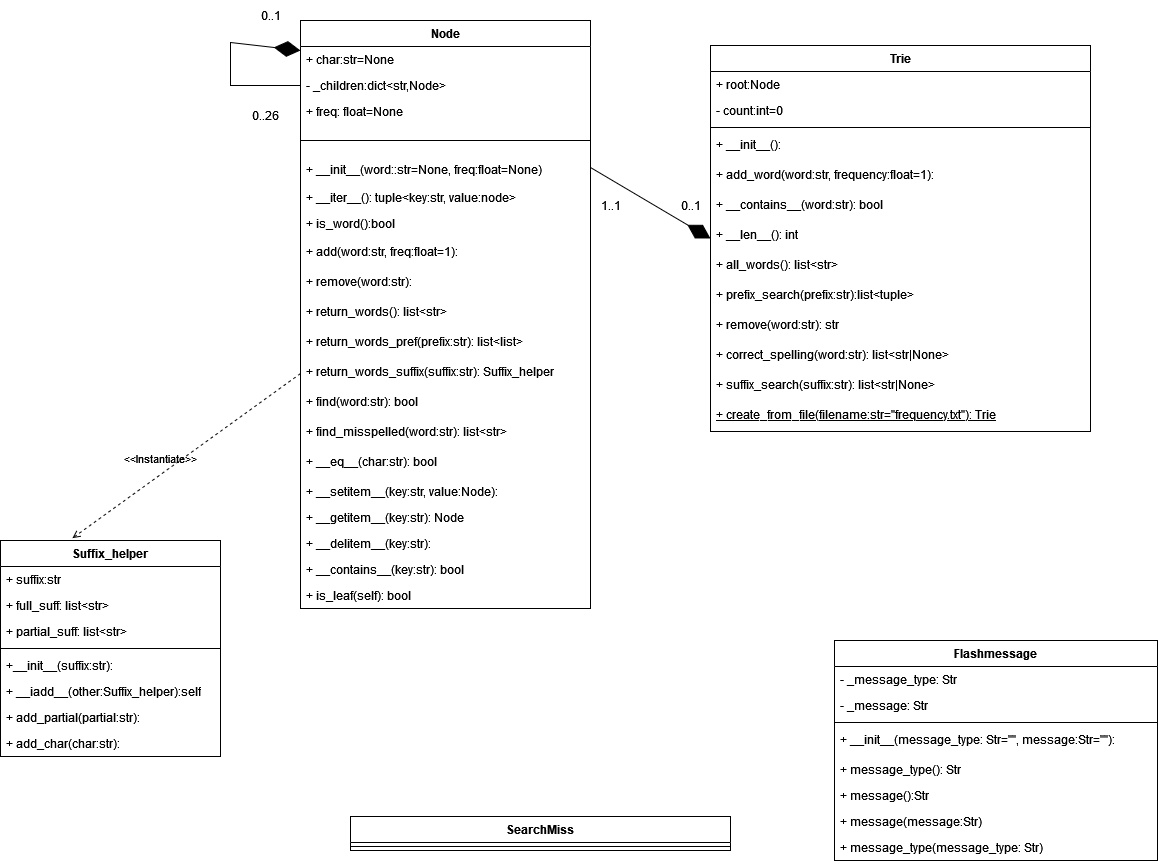 0..1
0..26
Node
+ char:str=None
- _children:dict<str,Node>
+ freq: float=None
+ __init__(word::str=None, freq:float=None)
+ __iter__(): tuple<key:str, value:node>
+ is_word():bool
+ add(word:str, freq:float=1):
+ remove(word:str):
+ return_words(): list<str>
+ return_words_pref(prefix:str): list<list>
+ return_words_suffix(suffix:str): Suffix_helper
+ find(word:str): bool
+ find_misspelled(word:str): list<str>
+ __eq__(char:str): bool
+ __setitem__(key:str, value:Node):
+ __getitem__(key:str): Node
+ __delitem__(key:str):
+ __contains__(key:str): bool
+ is_leaf(self): bool
1..1
0..1
Trie
+ root:Node
- count:int=0
+ __init__():
+ add_word(word:str, frequency:float=1):
+ __contains__(word:str): bool
+ __len__(): int
+ all_words(): list<str>
+ prefix_search(prefix:str):list<tuple>
+ remove(word:str): str
+ correct_spelling(word:str): list<str|None>
+ suffix_search(suffix:str): list<str|None>
+ create_from_file(filename:str="frequency.txt"): Trie
<<Instantiate>>
Suffix_helper
+ suffix:str
+ full_suff: list<str>
+ partial_suff: list<str>
+__init__(suffix:str):
+ __iadd__(other:Suffix_helper):self
+ add_partial(partial:str):
+ add_char(char:str):
Flashmessage
- _message_type: Str
- _message: Str
+ __init__(message_type: Str="", message:Str=""):
+ message_type(): Str
+ message():Str
+ message(message:Str)
+ message_type(message_type: Str)
SearchMiss